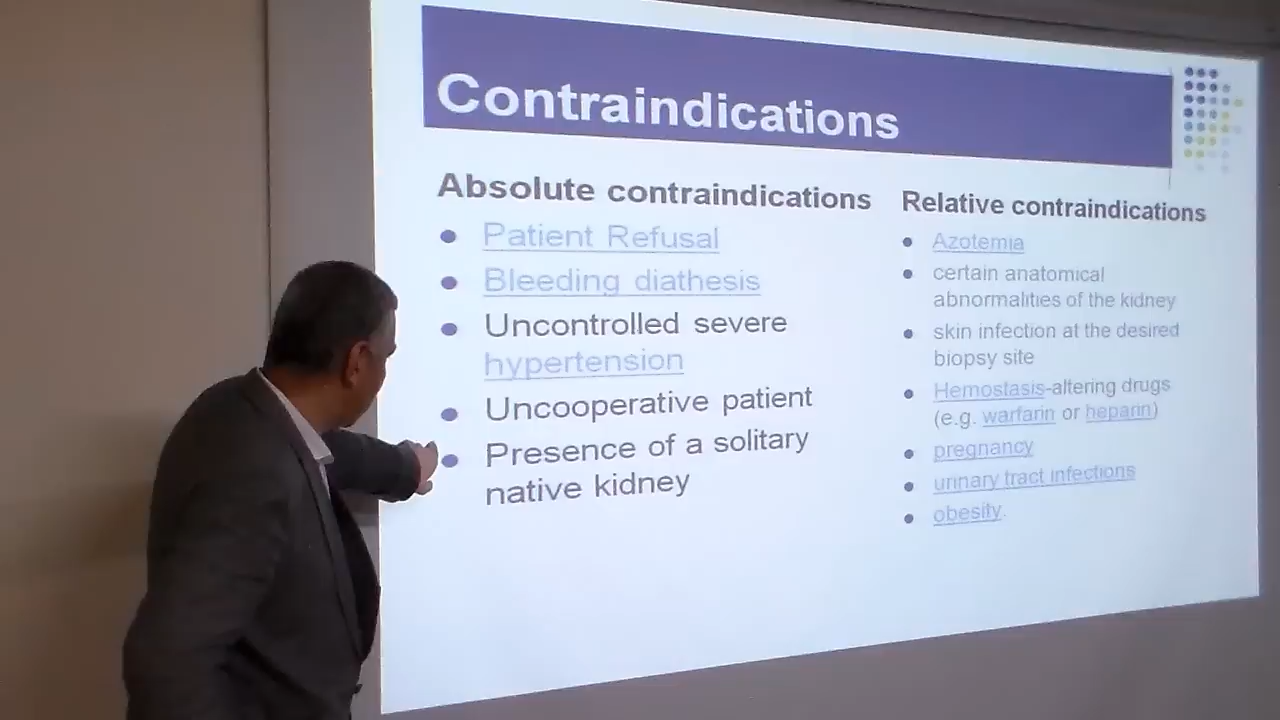 Contraindications
Absolute contraindications
Patient Refusal
Bleeding diathesis
Uncontrolled severe
hypertension
Uncooperative patient
Presence of a solitary
native kidney
Relative contraindications
Azotemia
certain anatomical
abnormalities of the kidney
skin infection at the desired
biopsy site
Hemostasis-altering drugs
(e.g. warfarin or heparin)
pregnancy
urinary tract infections
obesity.